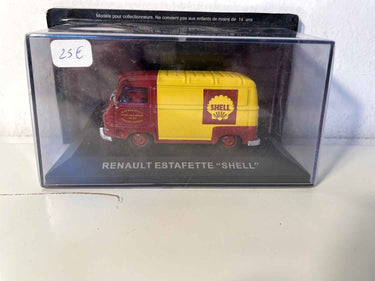 Modèle pour collectionneurs. Ne convient pas aux enfants de moins de 14 ans
25€
SHELL
RENAULT ESTAFETTE "SHELL"